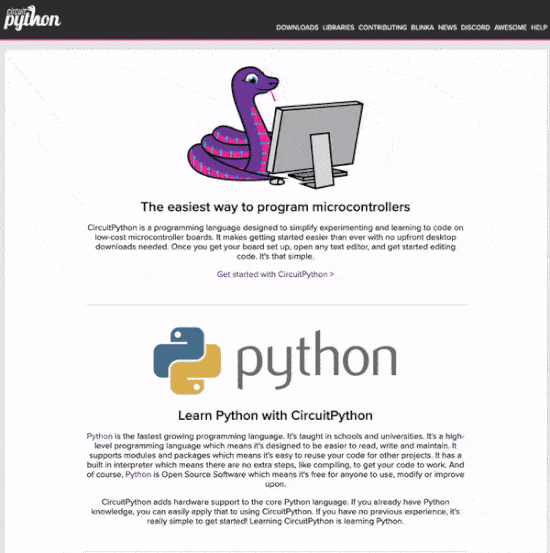 circuit
python
DOWNLOADS LIBRARIES CONTRIBUTING BLINKA NEWS DISCORD AWESOME HELP
The easiest way to program microcontrollers
CircuitPython is a programming language designed to simplify experimenting and learning to code on
low-cost microcontroller boards. It makes getting started easier than ever with no upfront desktop
downloads needed. Once you get your board set up, open any text editor, and get started editing
code. It's that simple.
Get started with CircuitPython >
python
Learn Python with CircuitPython
Python is the fastest growing programming language. It's taught in schools and universities. It's a high-
level programming language which means it's designed to be easier to read, write and maintain. It
supports modules and packages which means it's easy to reuse your code for other projects. It has a
built in interpreter which means there are no extra steps, like compiling, to get your code to work. And
of course, Python is Open Source Software which means it's free for anyone to use, modify or improve
upon.
CircuitPython adds hardware support to the core Python language. If you already have Python
knowledge, you can easily apply that to using CircuitPython. If you have no previous experience, it's
really simple to get started! Learning CircuitPython is learning Python.